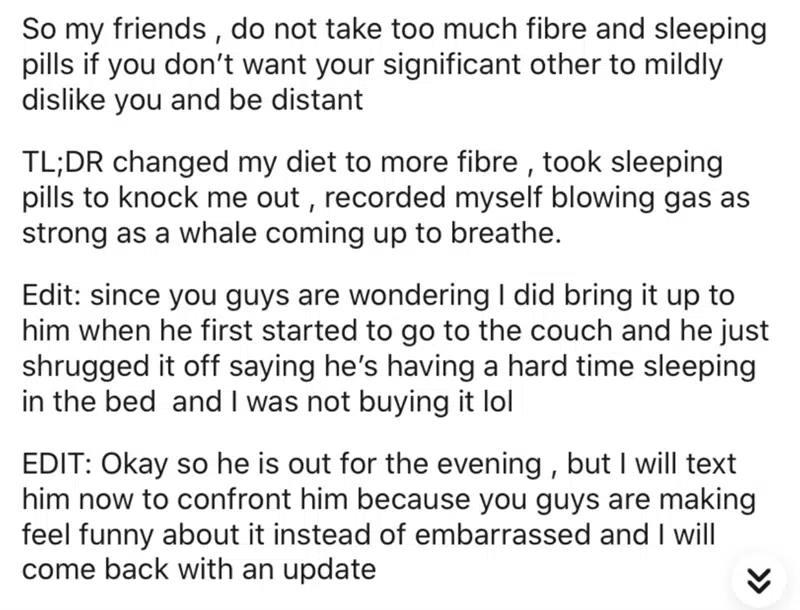 So my friends , do not take too much fibre and sleeping
pills if you don’t want your significant other to mildly
dislike you and be distant
TL;DR changed my diet to more fibre , took sleeping
pills to knock me out , recorded myself blowing gas as
strong as a whale coming up to breathe.
Edit: since you guys are wondering I did bring it up to
him when he first started to go to the couch and he just
shrugged it off saying he’s having a hard time sleeping
in the bed  and I was not buying it lol
EDIT: Okay so he is out for the evening , but I will text
him now to confront him because you guys are making
feel funny about it instead of embarrassed and I will
come back with an update